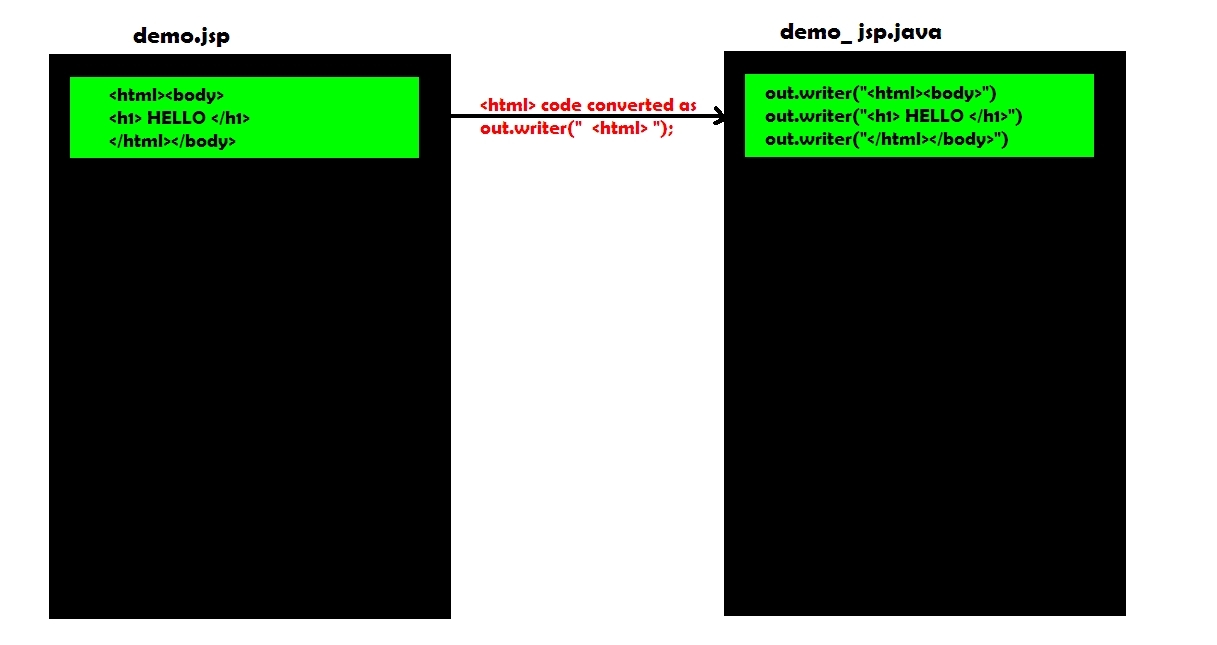 demo.jsp
<html><body>
<h1> HELLO </h1>
</html></body>
<html> code converted as
out.writer("  <html> ");
demo_ jsp.java
out.writer("<html><body>")
out.writer("<h1> HELLO </h1>")
out.writer("</html></body>")